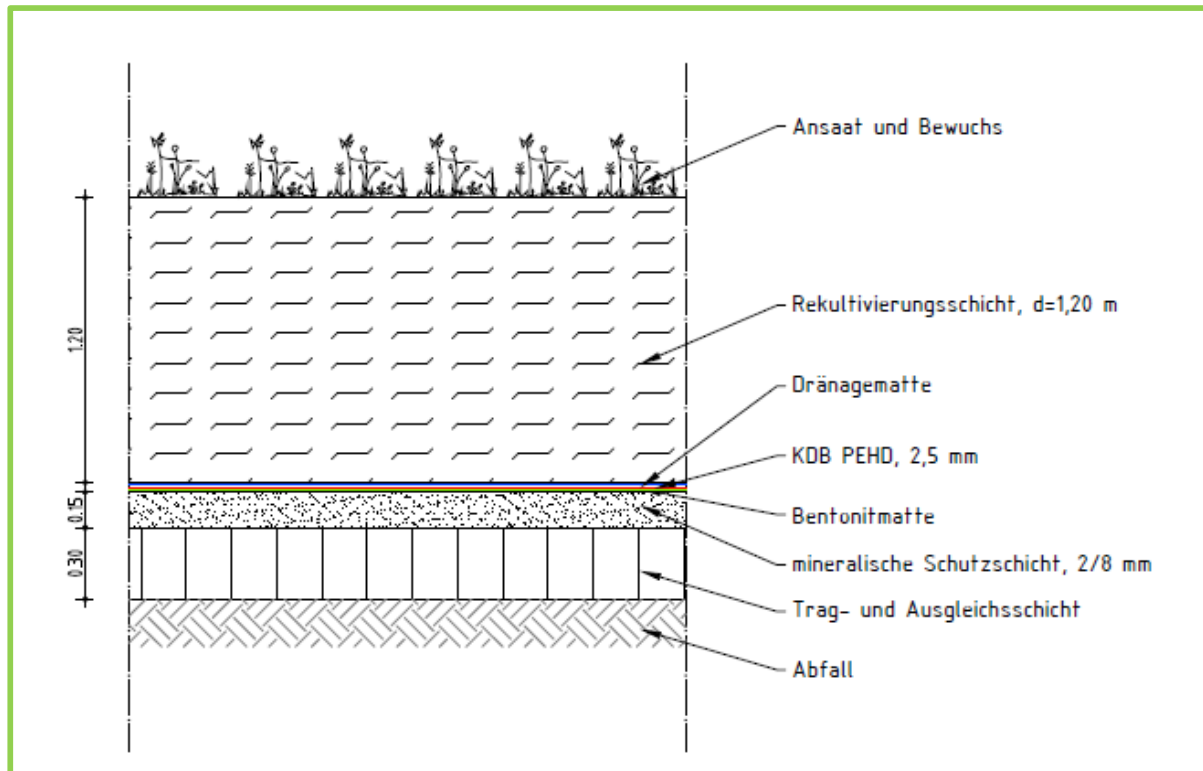 Ansaat und Bewuchs
1.20
Rekultivierungsschicht, d=1,20 m
Dränagematte
KDB PEHD, 2,5 mm
0.15
Bentonitmatte
mineralische Schutzschicht, 2/8 mm
0.30
Trag- und Ausgleichsschicht
Abfall